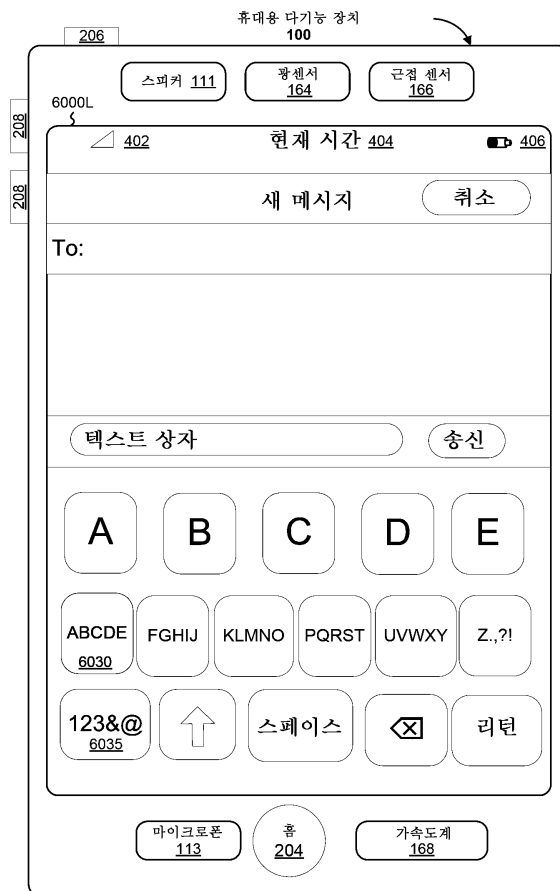 휴대용 다기능 장치
100
206
스피커 111
광센서
164
근접 센서
166
6000L
208
208
402
현재 시간 404
406
새 메시지
취소
To:
텍스트 상자
송신
A B C D E
ABCDE
6030
FGHIJ
KLMNO
PQRST
UVWXY
Z.,?!
123&@
6035
스페이스
리턴
마이크로폰
113
홈
204
가속도계
168